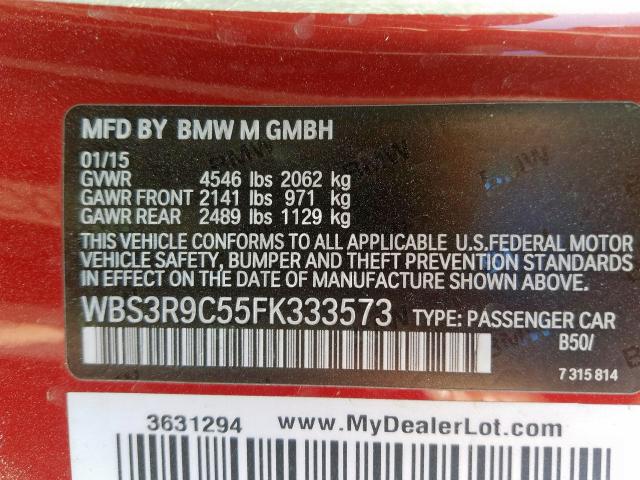 MFD BY BMW M GMBH
01/15
GVWR 4546 lbs 2062 kg
GAWR FRONT 2141 lbs 971 kg
GAWR REAR 2489 lbs 1129 kg
THIS VEHICLE CONFORMS TO ALL APPLICABLE U.S.FEDERAL MOTOR
VEHICLE SAFETY, BUMPER AND THEFT PREVENTION STANDARDS
IN EFFECT ON THE DATE OF MANUFACTURE SHOWN ABOVE.
WBS3R9C55FK333573 TYPE: PASSENGER CAR
B50/
7 315 814
3631294 www.MyDealerLot.com